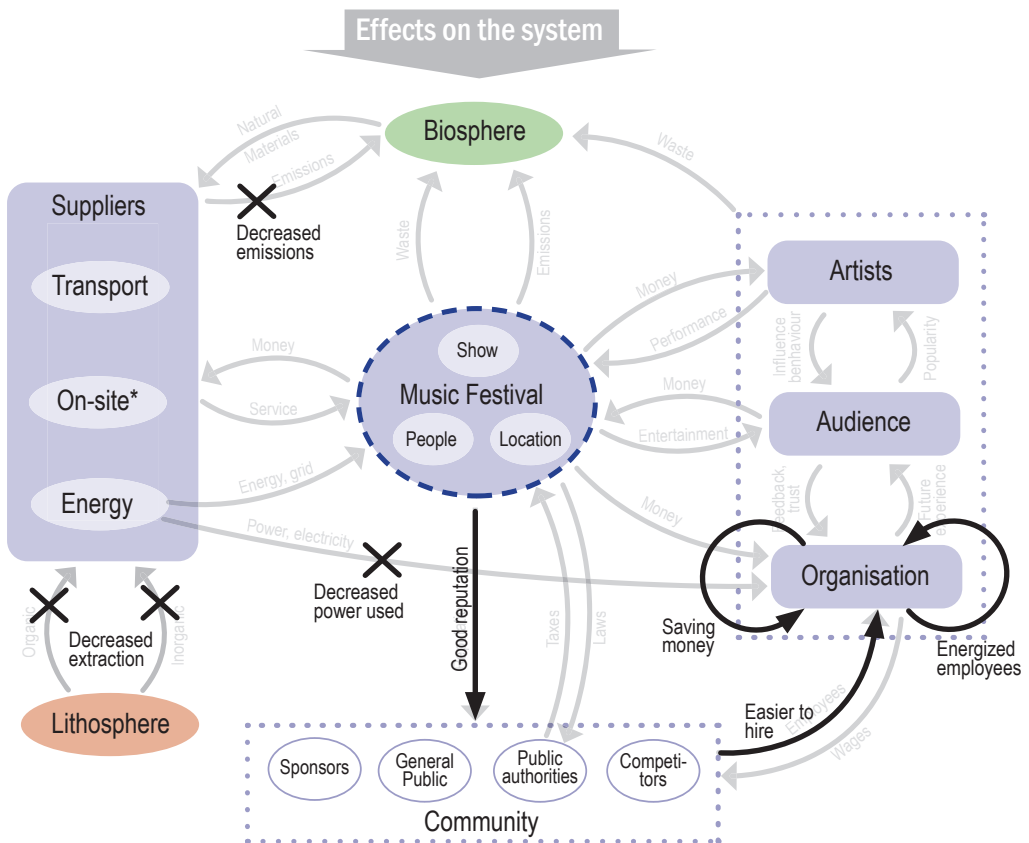 Effects on the system
Biosphere
Natural
Materials
Emissions
Waste
Decreased
emissions
Suppliers
Transport
On-site*
Energy
Waste
Emissions
Artists
Money
Performance
Influence
benhaviour
Popularity
Show
Music Festival
People
Location
Money
Service
Money
Entertainment
Audience
Energy, grid
Power, electricity
Money
Feedback,
trust
Future
experience
Organisation
Decreased
power used
Good reputation
Taxes
Laws
Saving
money
Energized
employees
Organic
Inorganic
Decreased
extraction
Lithosphere
Easier to
hire
Employees
Wages
Sponsors
General
Public
Public
authorities
Competi-
tors
Community